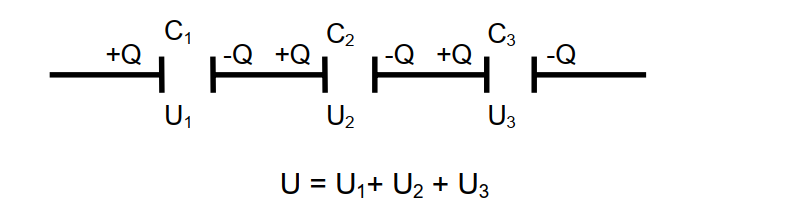 C₁ C₂ C₃
+Q -Q +Q -Q +Q -Q
U₁ U₂ U₃
U = U₁+ U₂ + U₃